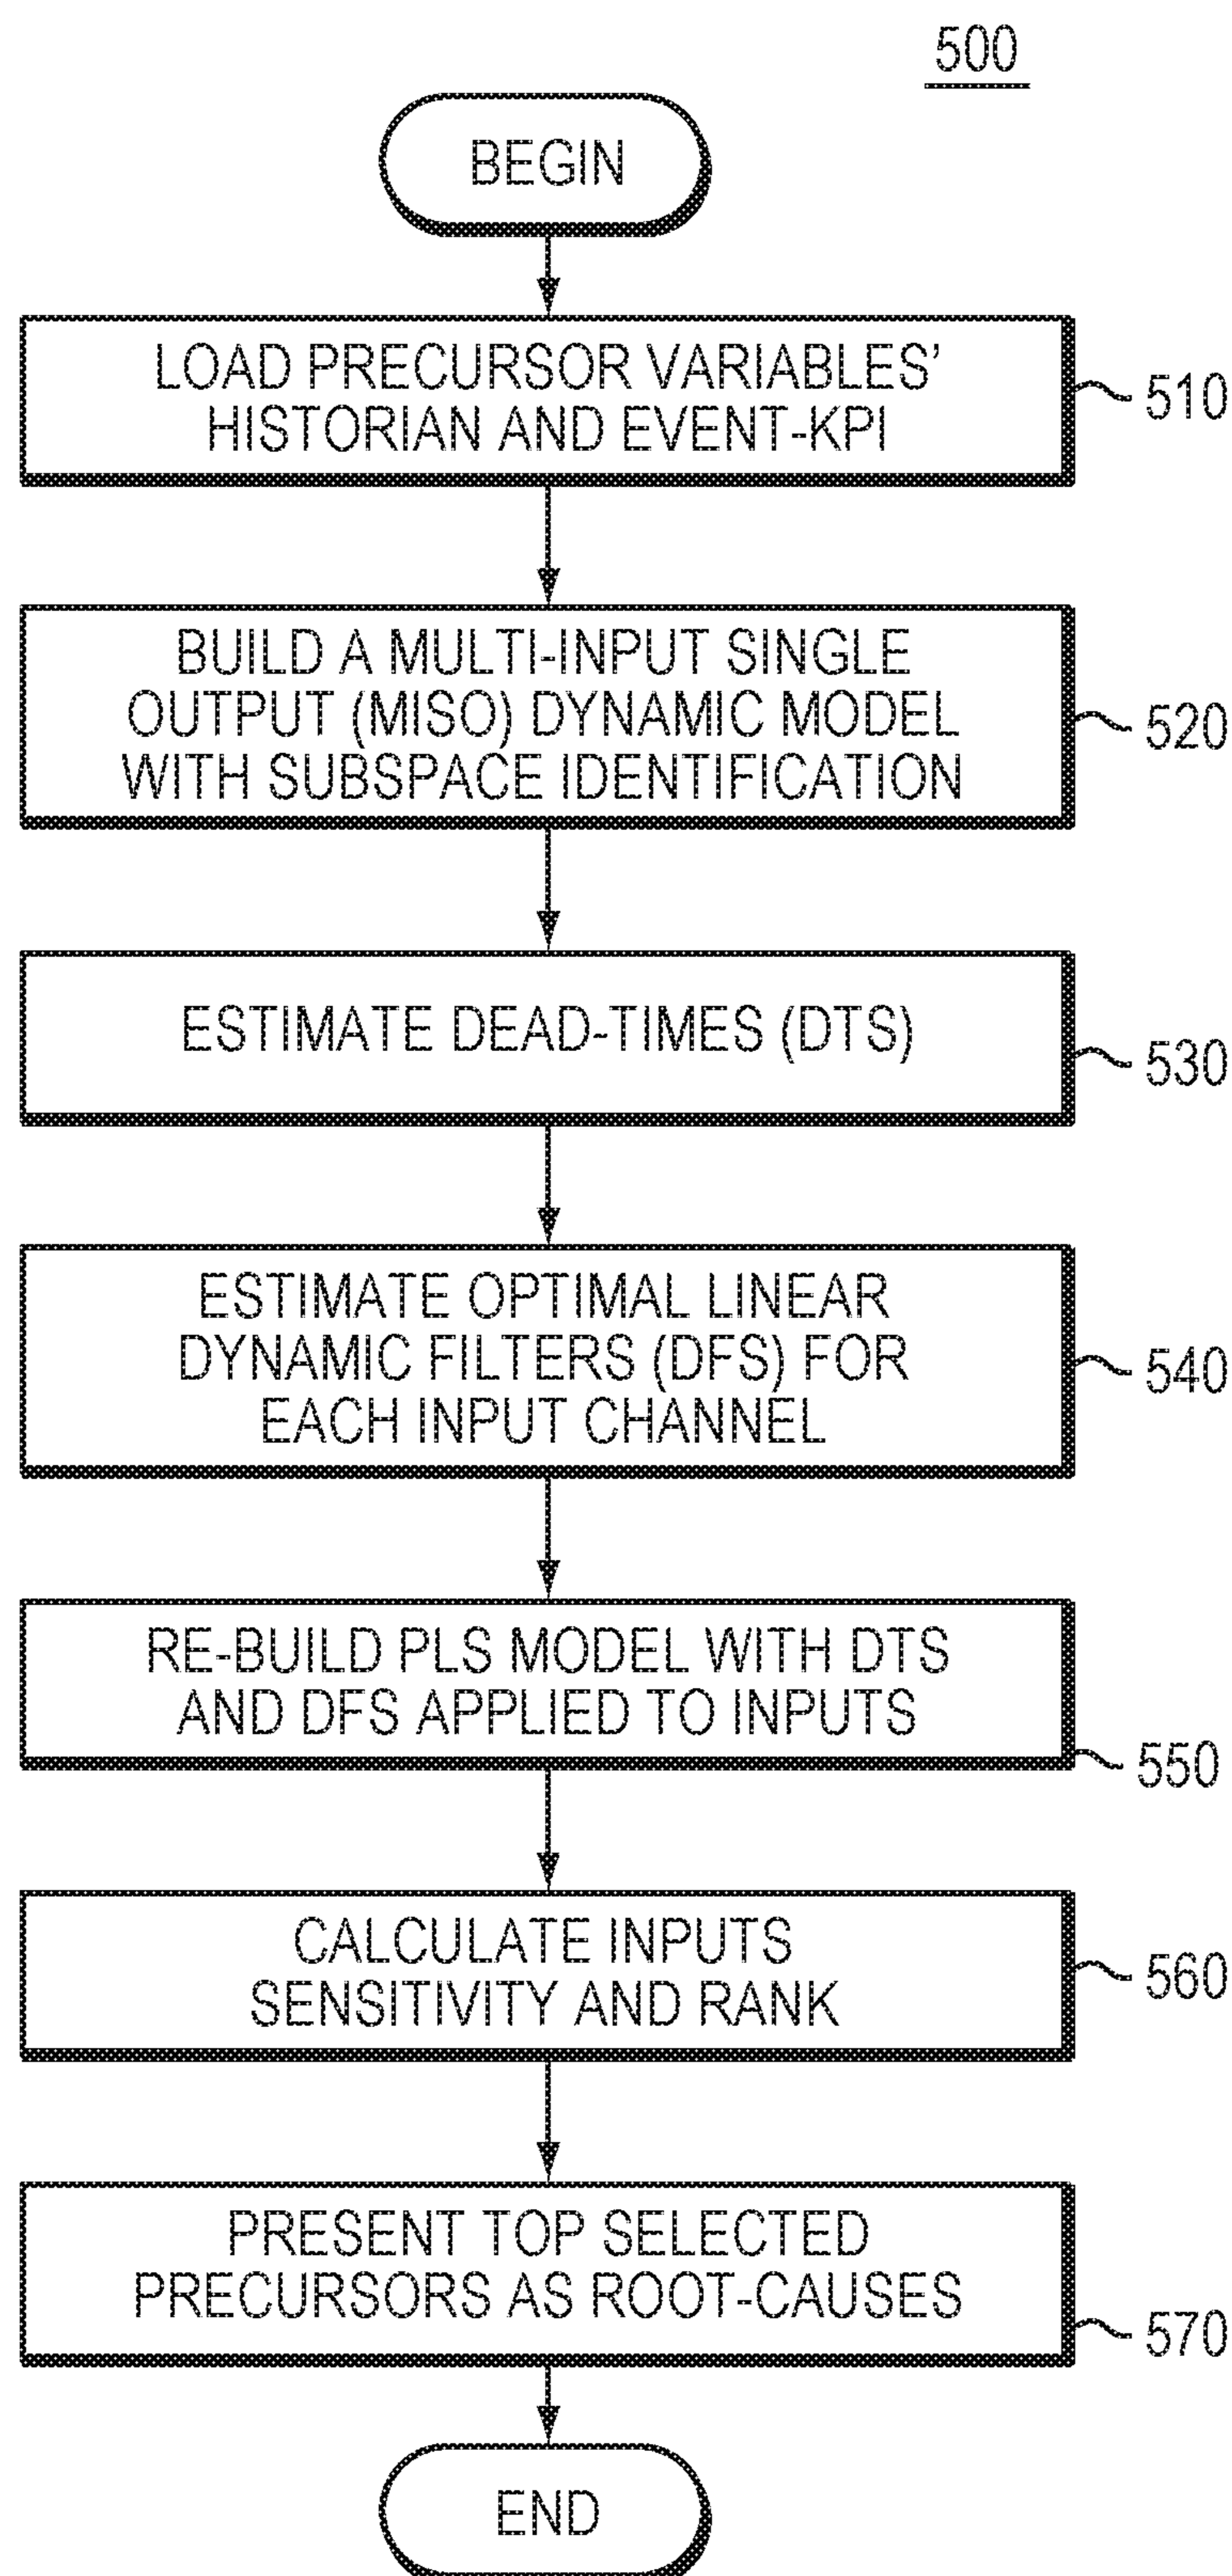 500
BEGIN
LOAD PRECURSOR VARIABLES'
HISTORIAN AND EVENT-KPI
510
BUILD A MULTI-INPUT SINGLE
OUTPUT (MISO) DYNAMIC MODEL
WITH SUBSPACE IDENTIFICATION
520
ESTIMATE DEAD-TIMES (DTS)
530
ESTIMATE OPTIMAL LINEAR
DYNAMIC FILTERS (DFS) FOR
EACH INPUT CHANNEL
540
RE-BUILD PLS MODEL WITH DTS
AND DFS APPLIED TO INPUTS
550
CALCULATE INPUTS
SENSITIVITY AND RANK
560
PRESENT TOP SELECTED
PRECURSORS AS ROOT-CAUSES
570
END